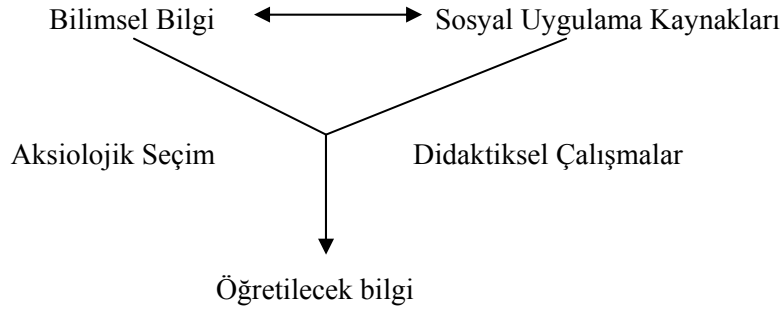 Bilimsel Bilgi Sosyal Uygulama Kaynakları
Aksiolojik Seçim Didaktiksel Çalışmalar
Öğretilecek bilgi